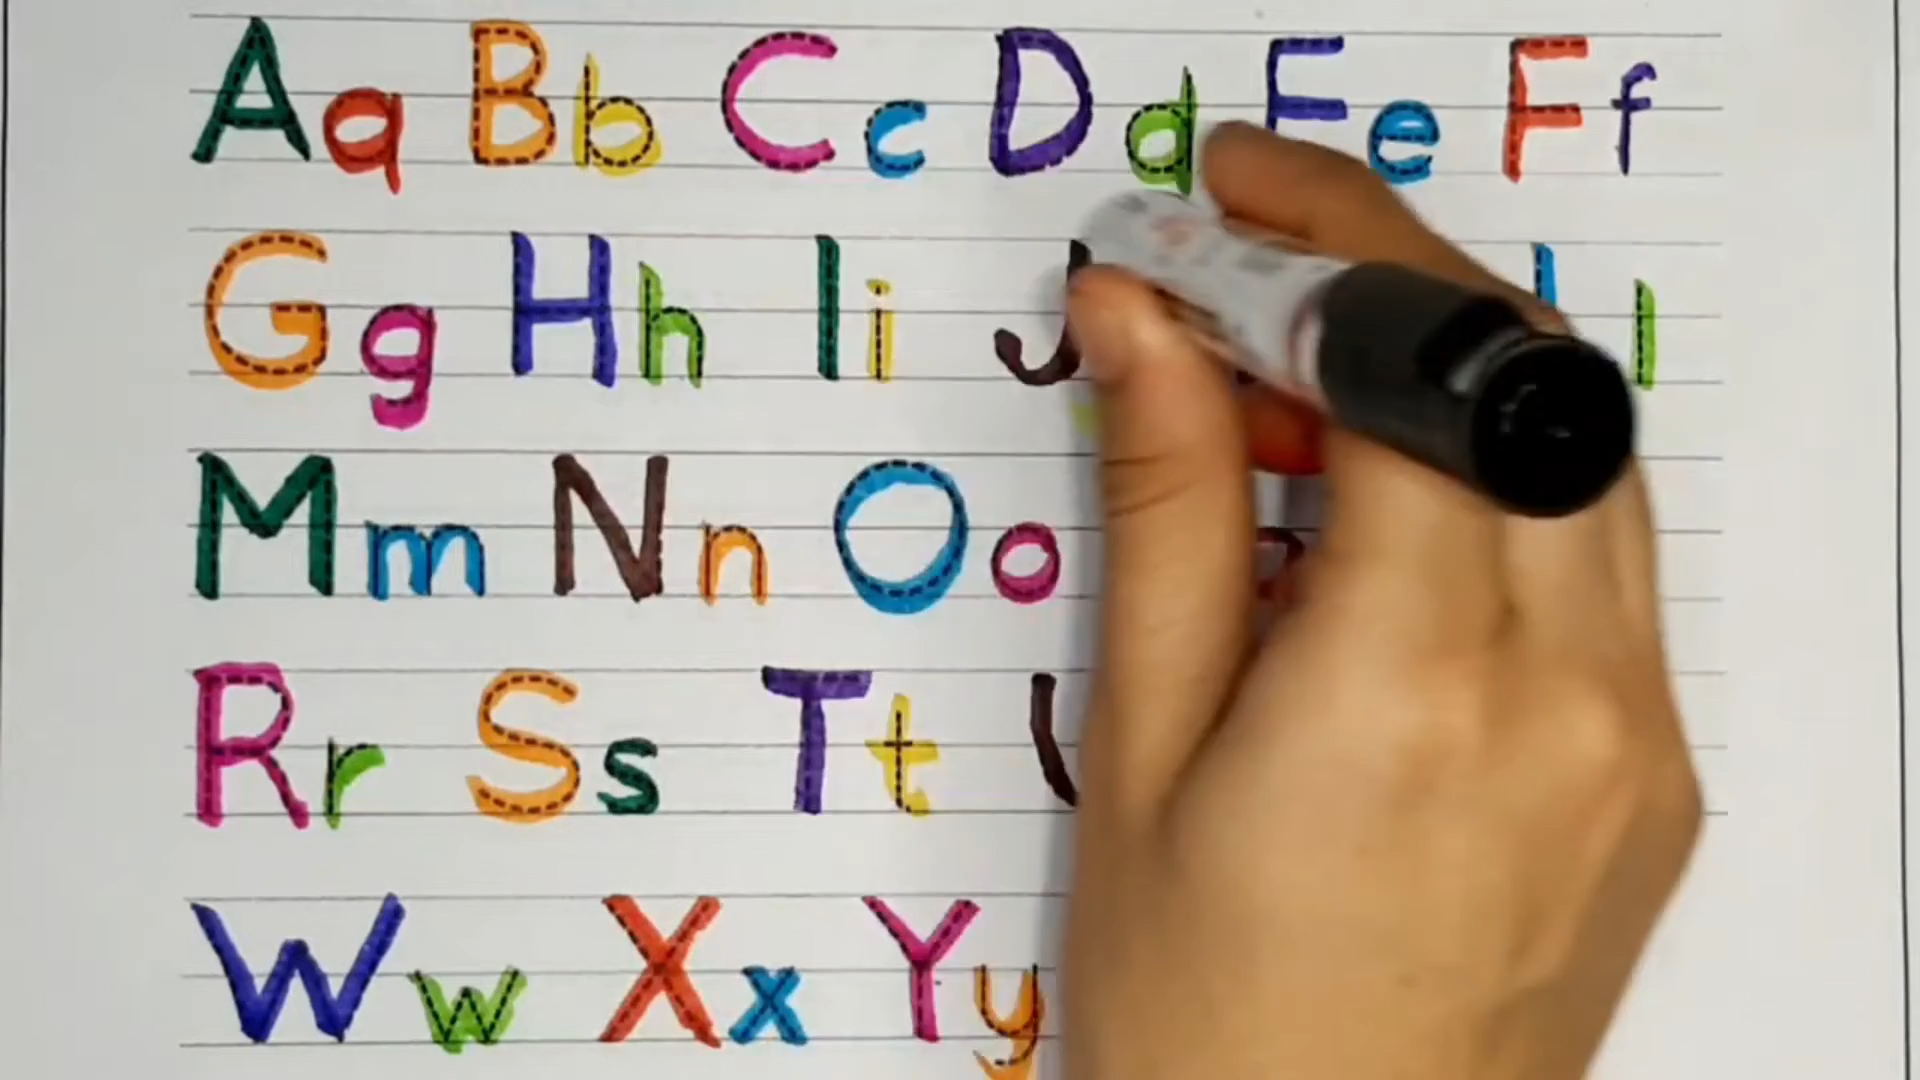 Aa Bb Cc Dd Ee Ff
Gg Hh Ii J l
Mm Nn Oo
Rr Ss Tt
Ww Xx Yy